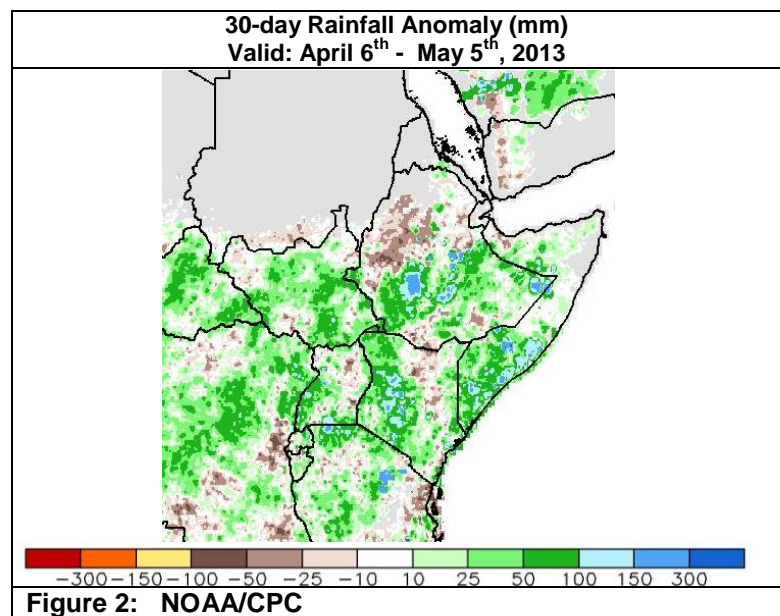 30-day Rainfall Anomaly (mm)
Valid: April 6th - May 5th, 2013
-300 -150 -100 -50 -25 -10 10 25 50 100 150 300
Figure 2: NOAA/CPC